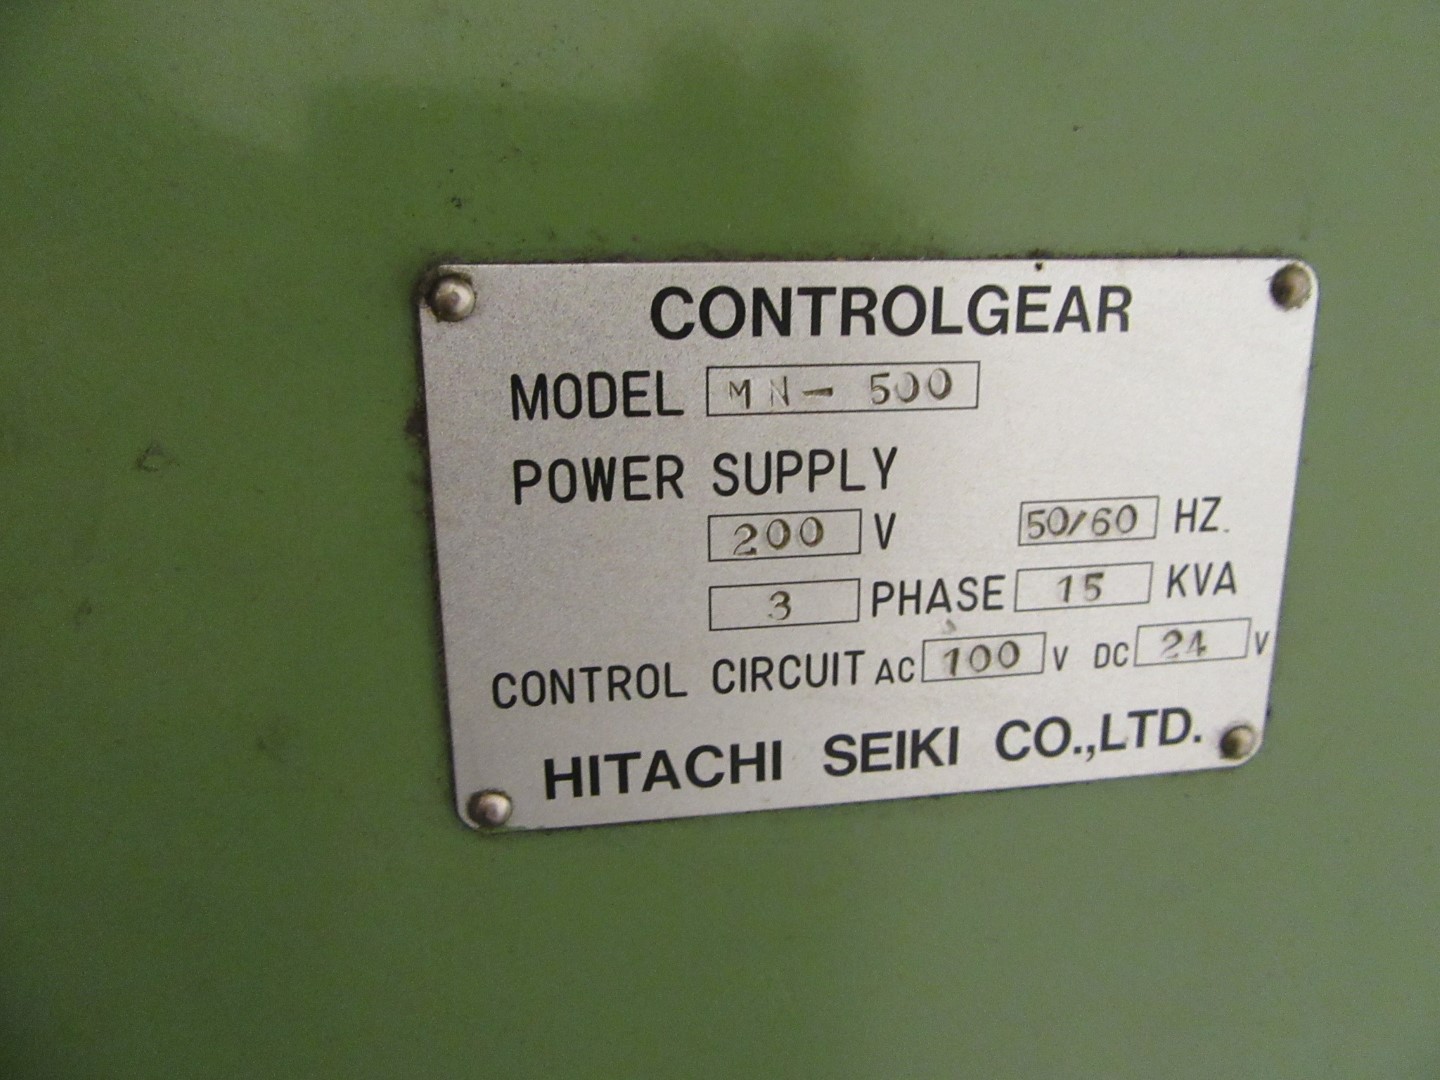 CONTROLGEAR
MODEL MN-500
POWER SUPPLY
200 V 50/60 HZ.
3 PHASE 15 KVA
CONTROL CIRCUIT AC 100 V DC 24 V
HITACHI SEIKI CO.,LTD.